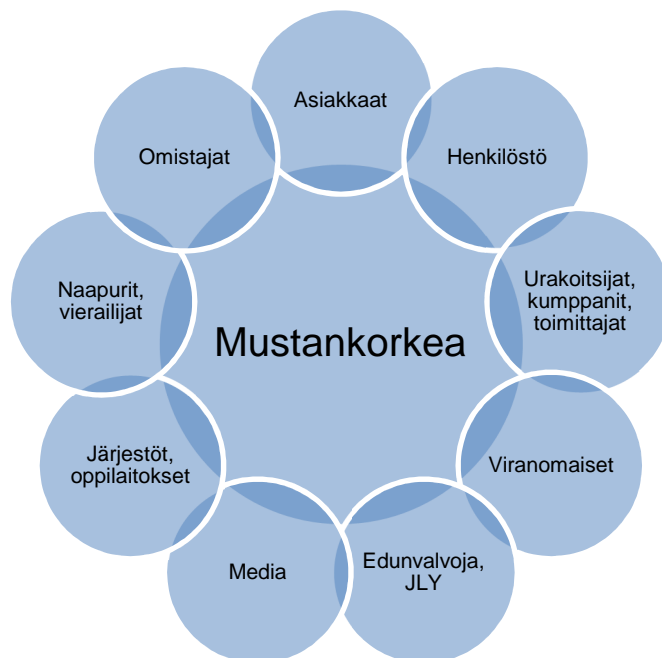 Asiakkaat
Henkilöstö
Urakoitsijat,
kumppanit,
toimittajat
Viranomaiset
Edunvalvoja,
JLY
Media
Järjestöt,
oppilaitokset
Naapurit,
vierailijat
Omistajat
Mustankorkea